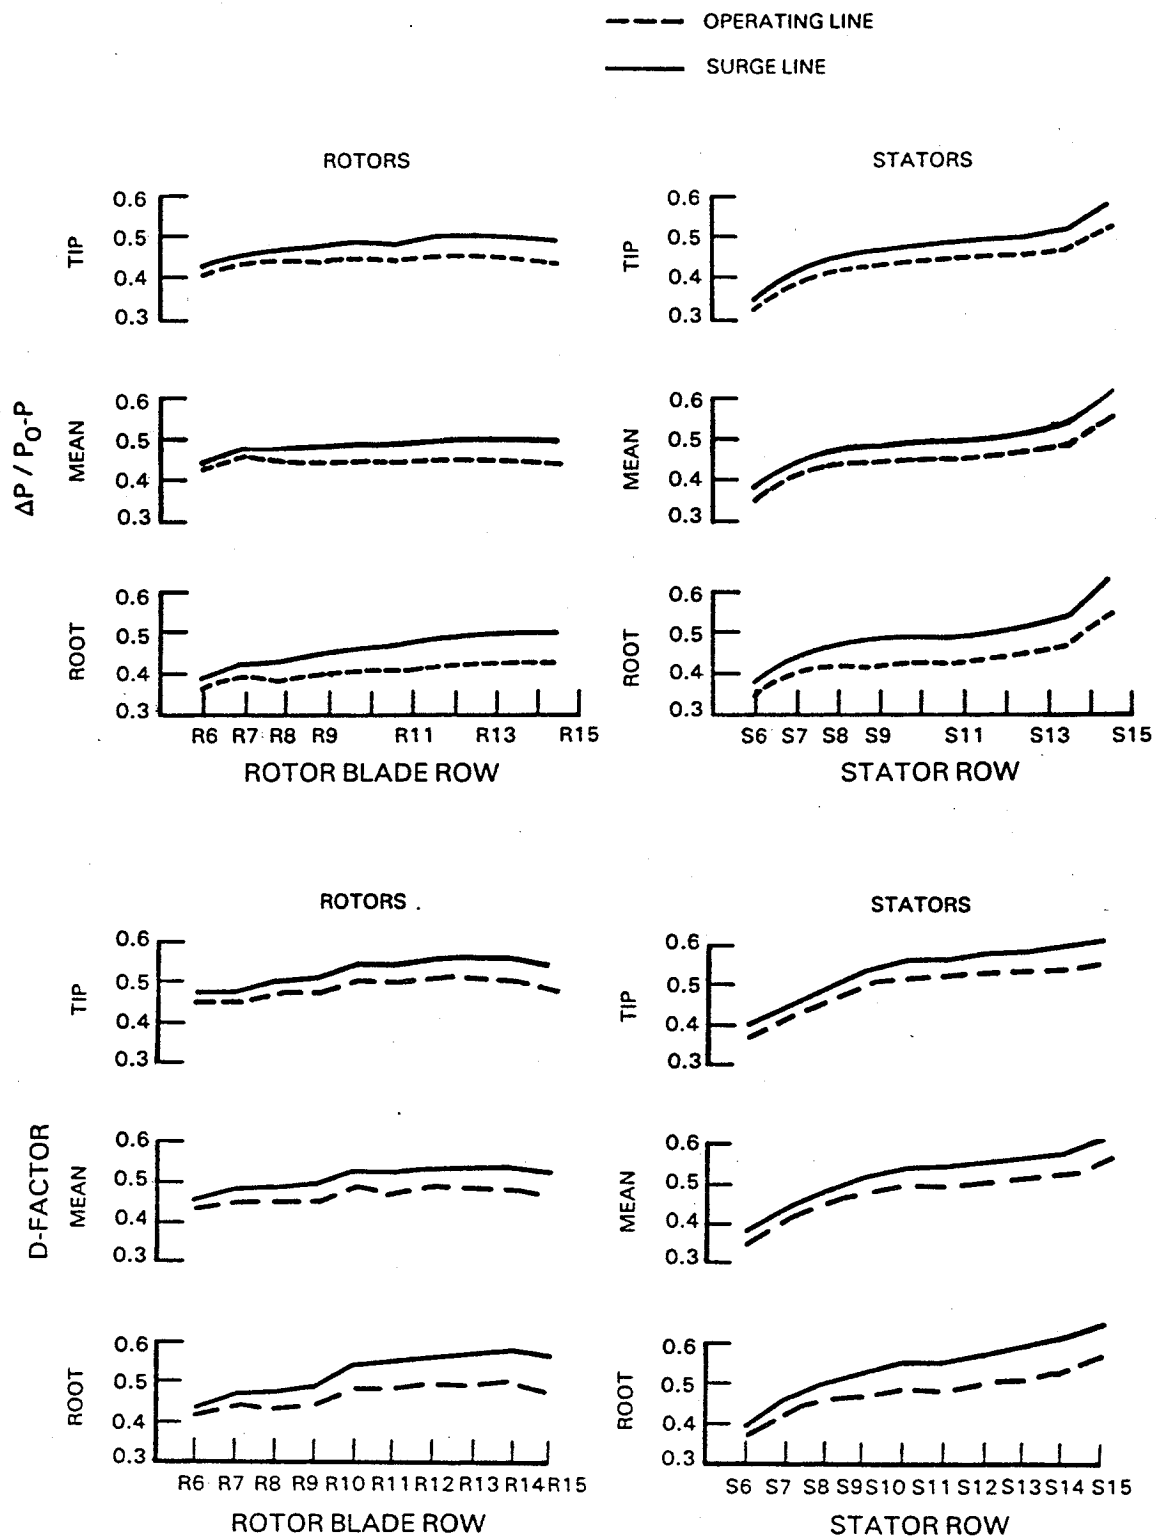 OPERATING LINE
SURGE LINE
ROTORS
STATORS
ΔP / P₀-P
TIP
0.6
0.5
0.4
0.3
TIP
0.6
0.5
0.4
0.3
MEAN
0.6
0.5
0.4
0.3
MEAN
0.6
0.5
0.4
0.3
ROOT
0.6
0.5
0.4
0.3
R6 R7 R8 R9 R11 R13 R15
ROTOR BLADE ROW
ROOT
0.6
0.5
0.4
0.3
S6 S7 S8 S9 S11 S13 S15
STATOR ROW
ROTORS
STATORS
D-FACTOR
TIP
0.6
0.5
0.4
0.3
TIP
0.6
0.5
0.4
0.3
MEAN
0.6
0.5
0.4
0.3
MEAN
0.6
0.5
0.4
0.3
ROOT
0.6
0.5
0.4
0.3
R6 R7 R8 R9 R10 R11 R12 R13 R14 R15
ROTOR BLADE ROW
ROOT
0.6
0.5
0.4
0.3
S6 S7 S8 S9 S10 S11 S12 S13 S14 S15
STATOR ROW